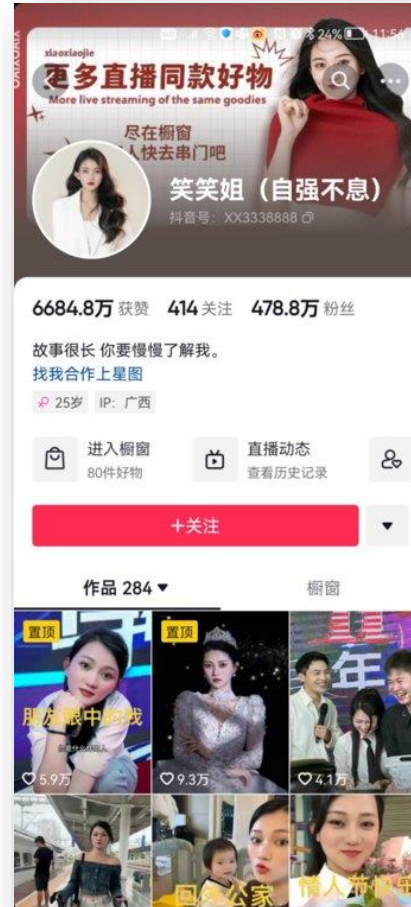 24% 11:54
xiaoxiaojie
更多直播同款好物
More live streaming of the same goodies
尽在橱窗
人快去串门吧
笑笑姐（自强不息）
抖音号：XX3338888
6684.8万 获赞 414 关注 478.8万 粉丝
故事很长 你要慢慢了解我。
找我合作上星图
25岁 IP：广西
进入橱窗
80件好物
直播动态
查看历史记录
+关注
作品 284
橱窗
置顶
朋友眼中的我
5.9万
置顶
9.3万
年
4.1万
情人节快乐